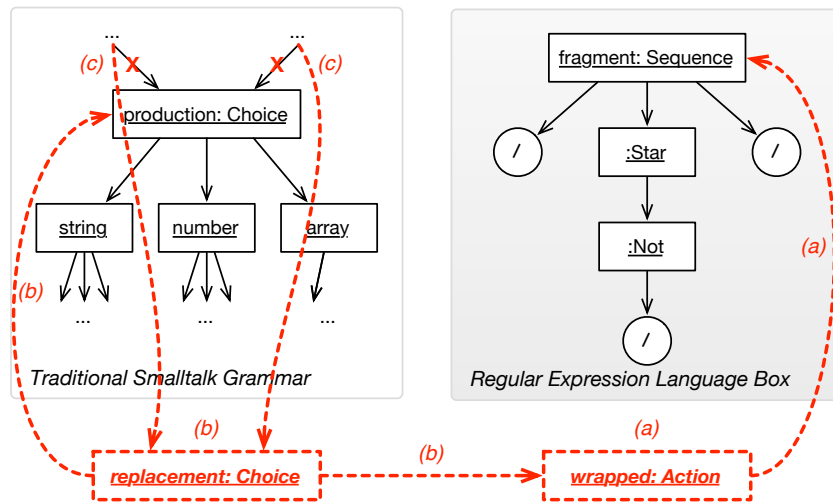 ...
...
(c)
X
X
(c)
production: Choice
string
number
array
(b)
...
...
...
Traditional Smalltalk Grammar
fragment: Sequence
/
:Star
/
:Not
(a)
/
Regular Expression Language Box
(b)
replacement: Choice
(b)
(a)
wrapped: Action